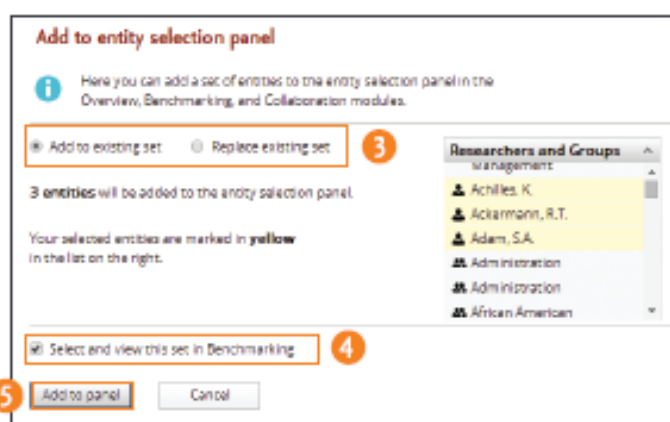 Add to entity selection panel
Here you can add a set of entities to the entity selection panel in the
Overview, Benchmarking, and Collaboration modules.
Add to existing set Replace existing set 3
3 entities will be added to the entity selection panel.
Your selected entities are marked in yellow
in the list on the right.
Researchers and Groups
Management
Achilles, K.
Ackermann, R.T.
Adam, S.A.
Administration
Administration
African American
Select and view this set in Benchmarking 4
5 Add to panel Cancel